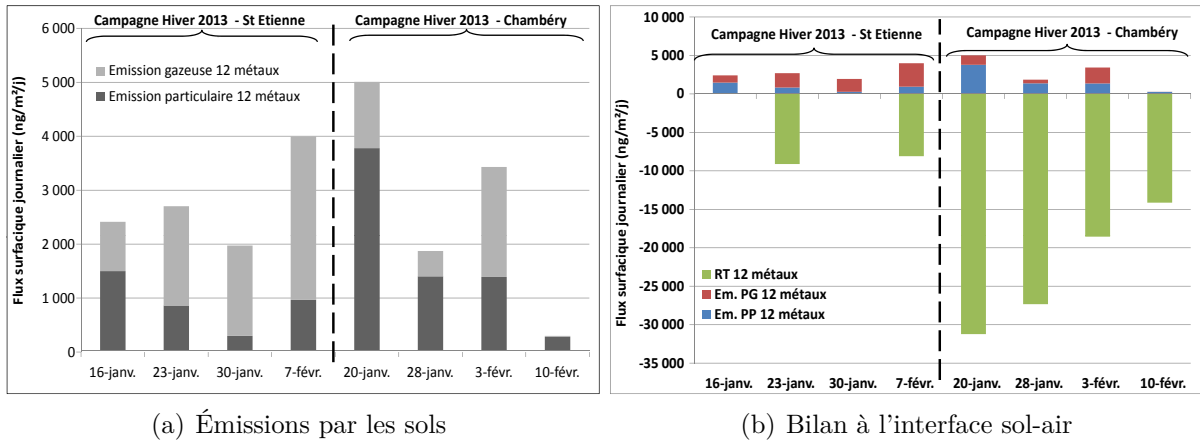 Campagne Hiver 2013 - St Etienne
Campagne Hiver 2013 - Chambéry
Flux surfacique journalier (ng/m²/j)
6 000
5 000
4 000
3 000
2 000
1 000
0
Emission gazeuse 12 métaux
Emission particulaire 12 métaux
16-janv. 23-janv. 30-janv. 7-févr. 20-janv. 28-janv. 3-févr. 10-févr.
(a) Émissions par les sols
Campagne Hiver 2013 - St Etienne
Campagne Hiver 2013 - Chambéry
Flux surfacique journalier (ng/m²/j)
10 000
5 000
0
-5 000
-10 000
-15 000
-20 000
-25 000
-30 000
-35 000
RT 12 métaux
Em. PG 12 métaux
Em. PP 12 métaux
16-janv. 23-janv. 30-janv. 7-févr. 20-janv. 28-janv. 3-févr. 10-févr.
(b) Bilan à l'interface sol-air